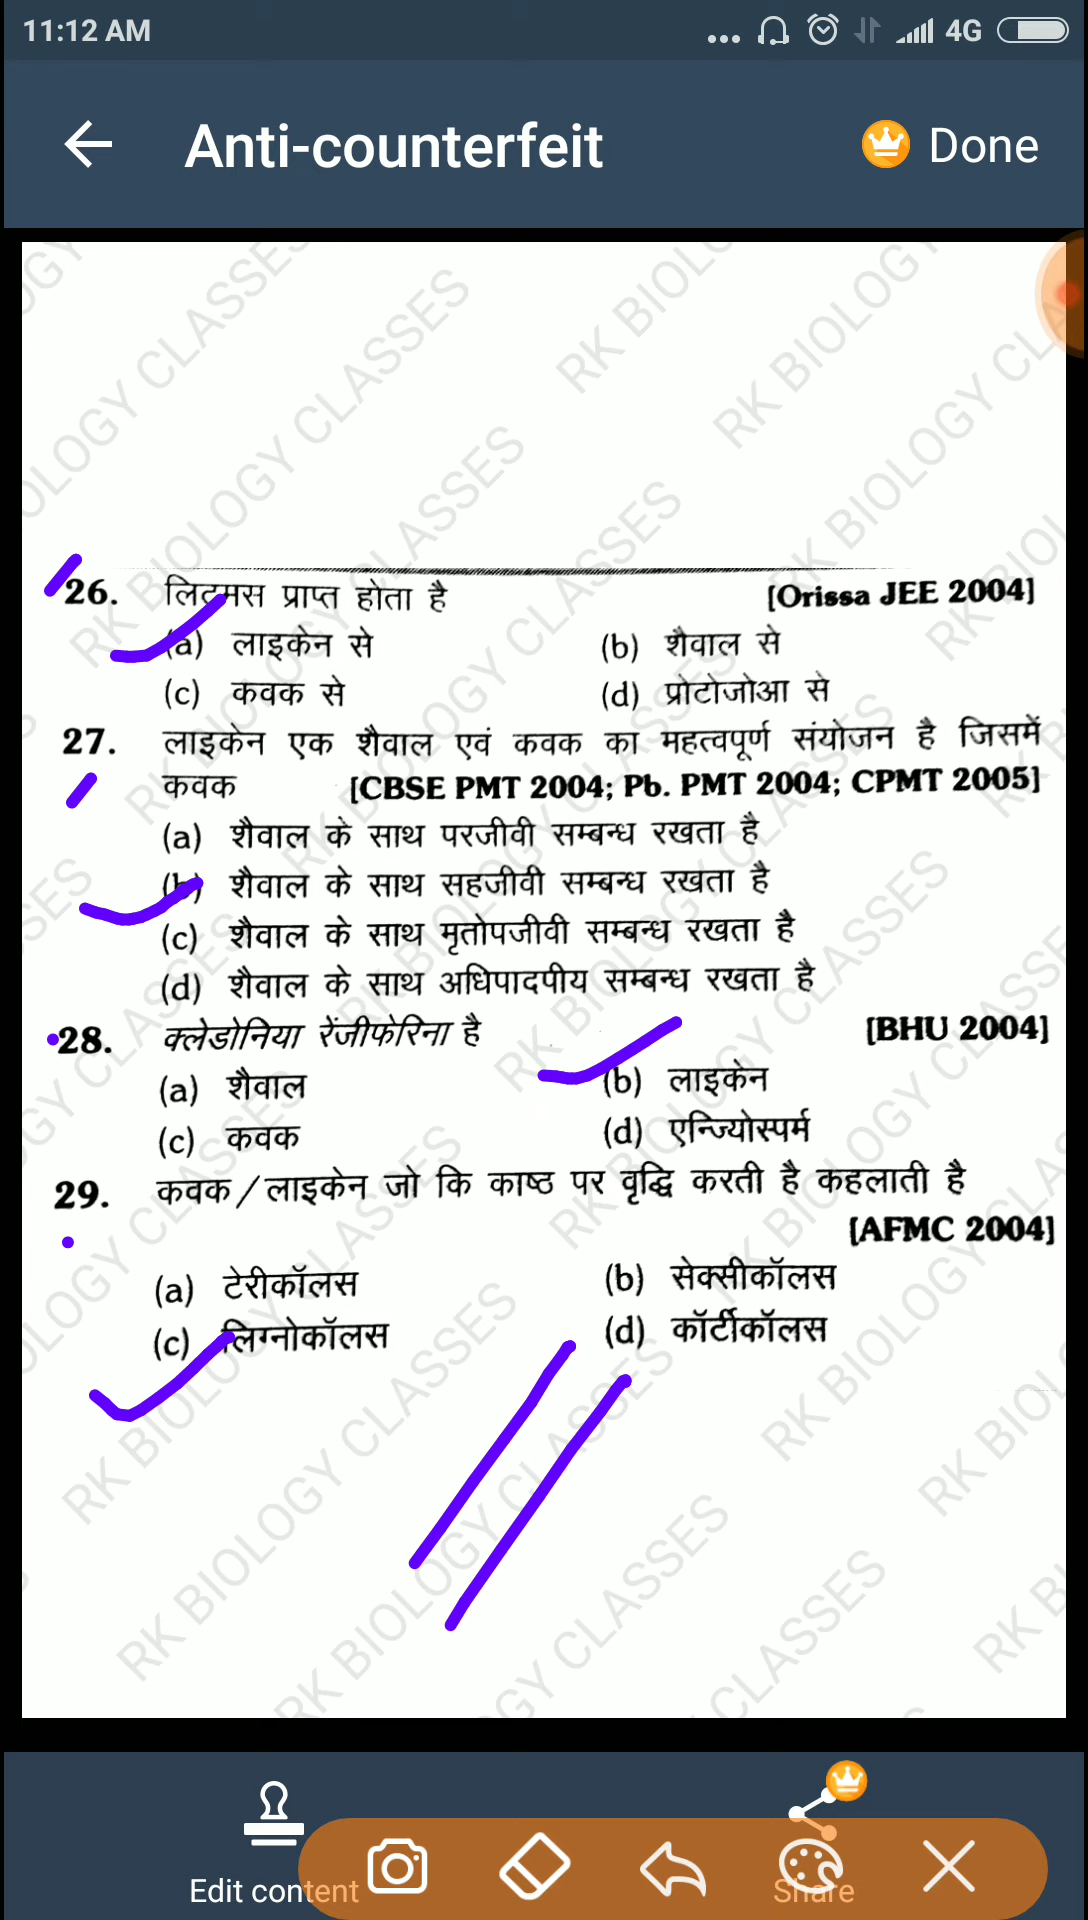 11:12 AM
4G
Anti-counterfeit
Done
26. लिटमस प्राप्त होता है [Orissa JEE 2004]
(a) लाइकेन से (b) शैवाल से
(c) कवक से (d) प्रोटोजोआ से
27. लाइकेन एक शैवाल एवं कवक का महत्वपूर्ण संयोजन है जिसमें
कवक [CBSE PMT 2004; Pb. PMT 2004; CPMT 2005]
(a) शैवाल के साथ परजीवी सम्बन्ध रखता है
(b) शैवाल के साथ सहजीवी सम्बन्ध रखता है
(c) शैवाल के साथ मृतोपजीवी सम्बन्ध रखता है
(d) शैवाल के साथ अधिपादपीय सम्बन्ध रखता है
28. क्लेडोनिया रेंजीफेरिना है [BHU 2004]
(a) शैवाल (b) लाइकेन
(c) कवक (d) एन्जियोस्पर्म
29. कवक/लाइकेन जो कि काष्ठ पर वृद्धि करती है कहलाती है
[AFMC 2004]
(a) टेरीकॉलस (b) सेक्सीकॉलस
(c) लिग्नोकॉलस (d) कॉर्टीकॉलस
RK BIOLOGY CLASSES
Edit content
Share